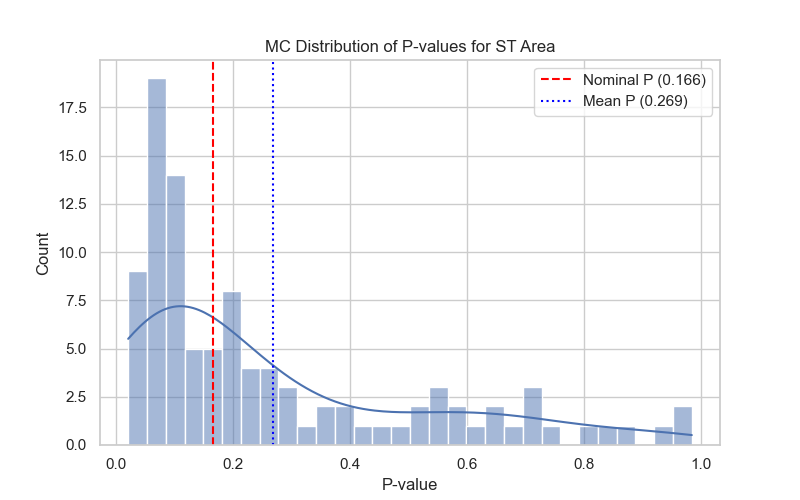 MC Distribution of P-values for ST Area
Nominal P (0.166)
Mean P (0.269)
17.5
15.0
12.5
10.0
7.5
5.0
2.5
0.0
Count
0.0 0.2 0.4 0.6 0.8 1.0
P-value